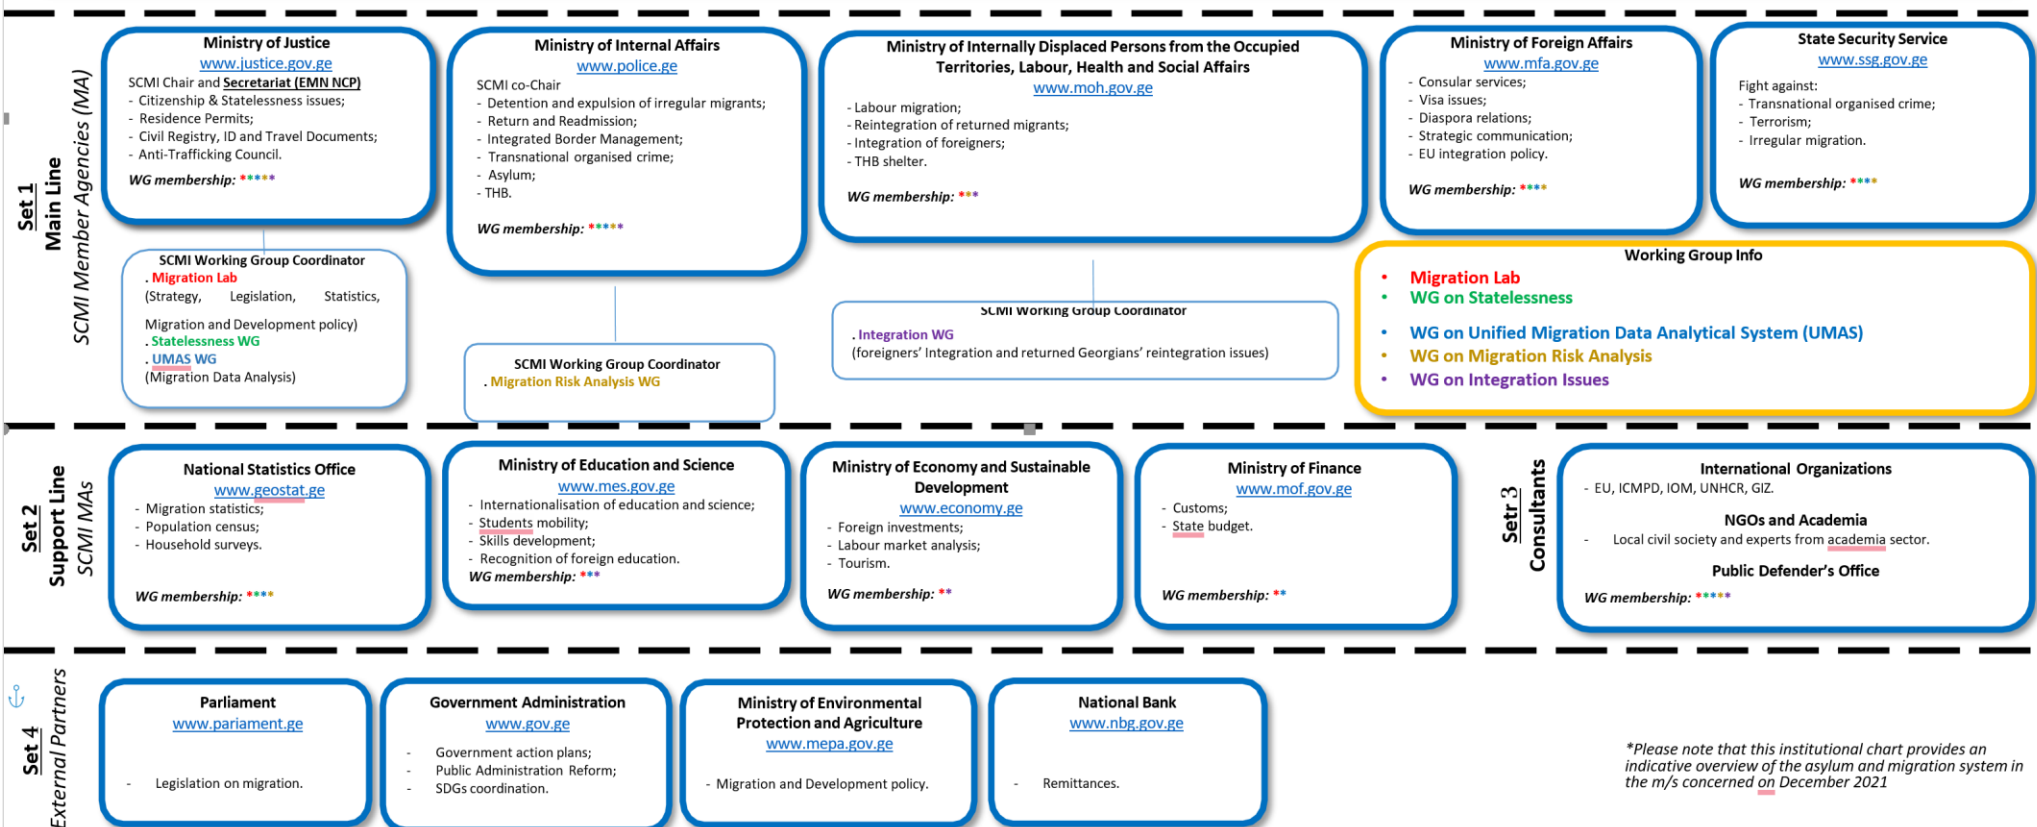 Set 1
Main Line
SCMI Member Agencies (MA)
Ministry of Justice
www.justice.gov.ge
SCMI Chair and Secretariat (EMN NCP)
- Citizenship & Statelessness issues;
- Residence Permits;
- Civil Registry, ID and Travel Documents;
- Anti-Trafficking Council.
WG membership: *****
Ministry of Internal Affairs
www.police.ge
SCMI co-Chair
- Detention and expulsion of irregular migrants;
- Return and Readmission;
- Integrated Border Management;
- Transnational organised crime;
- Asylum;
- THB.
WG membership: *****
Ministry of Internally Displaced Persons from the Occupied
Territories, Labour, Health and Social Affairs
www.moh.gov.ge
- Labour migration;
- Reintegration of returned migrants;
- Integration of foreigners;
- THB shelter.
WG membership: ***
Ministry of Foreign Affairs
www.mfa.gov.ge
- Consular services;
- Visa issues;
- Diaspora relations;
- Strategic communication;
- EU integration policy.
WG membership: ****
State Security Service
www.ssg.gov.ge
Fight against:
- Transnational organised crime;
- Terrorism;
- Irregular migration.
WG membership: ****
SCMI Working Group Coordinator
. Migration Lab
(Strategy, Legislation, Statistics,
Migration and Development policy)
. Statelessness WG
. UMAS WG
(Migration Data Analysis)
SCMI Working Group Coordinator
. Migration Risk Analysis WG
SCMI Working Group Coordinator
. Integration WG
(foreigners' Integration and returned Georgians' reintegration issues)
Working Group Info
• Migration Lab
• WG on Statelessness
• WG on Unified Migration Data Analytical System (UMAS)
• WG on Migration Risk Analysis
• WG on Integration Issues
Set 2
Support Line
SCMI MAs
National Statistics Office
www.geostat.ge
- Migration statistics;
- Population census;
- Household surveys.
WG membership: ****
Ministry of Education and Science
www.mes.gov.ge
- Internationalisation of education and science;
- Students mobility;
- Skills development;
- Recognition of foreign education.
WG membership: ***
Ministry of Economy and Sustainable
Development
www.economy.ge
- Foreign investments;
- Labour market analysis;
- Tourism.
WG membership: **
Ministry of Finance
www.mof.gov.ge
- Customs;
- State budget.
WG membership: **
Setr 3
Consultants
International Organizations
- EU, ICMPD, IOM, UNHCR, GIZ.
NGOs and Academia
- Local civil society and experts from academia sector.
Public Defender's Office
WG membership: *****
Set 4
External Partners
Parliament
www.pariament.ge
- Legislation on migration.
Government Administration
www.gov.ge
- Government action plans;
- Public Administration Reform;
- SDGs coordination.
Ministry of Environmental
Protection and Agriculture
www.mepa.gov.ge
- Migration and Development policy.
National Bank
www.nbg.gov.ge
- Remittances.
*Please note that this institutional chart provides an
indicative overview of the asylum and migration system in
the m/s concerned on December 2021